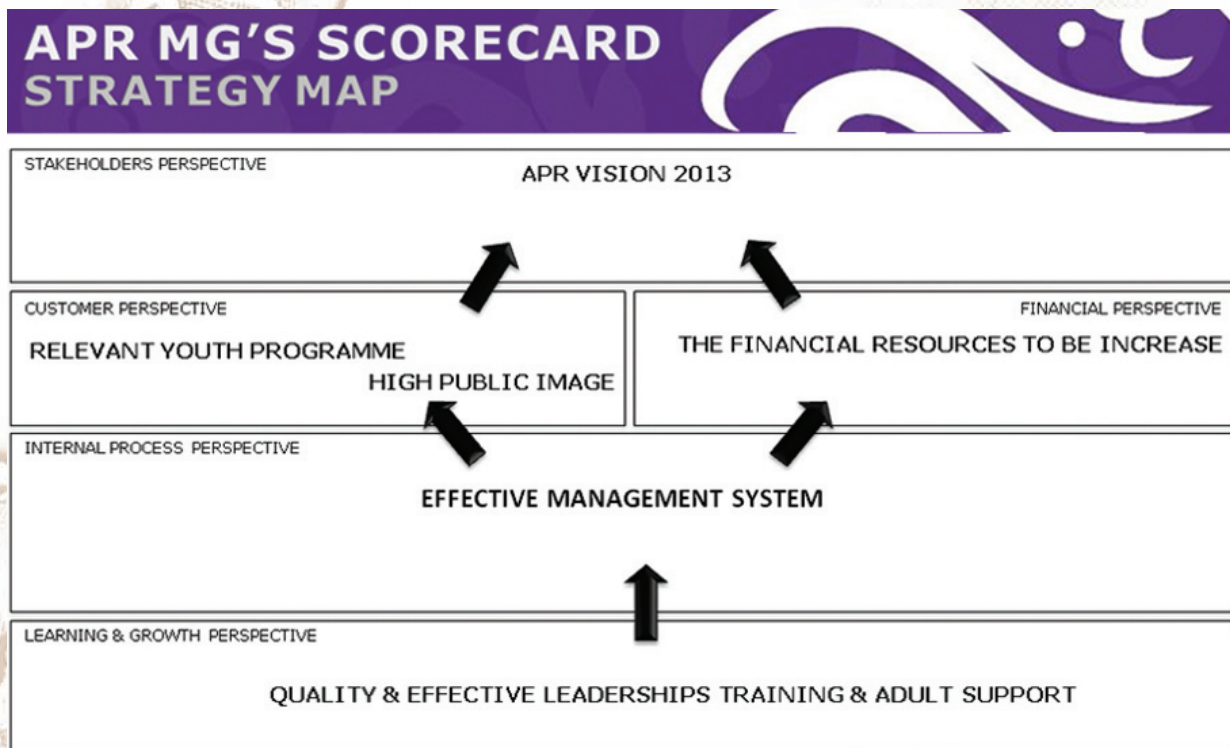 APR MG'S SCORECARD
STRATEGY MAP
STAKEHOLDERS PERSPECTIVE
APR VISION 2013
CUSTOMER PERSPECTIVE
RELEVANT YOUTH PROGRAMME
HIGH PUBLIC IMAGE
FINANCIAL PERSPECTIVE
THE FINANCIAL RESOURCES TO BE INCREASE
INTERNAL PROCESS PERSPECTIVE
EFFECTIVE MANAGEMENT SYSTEM
LEARNING & GROWTH PERSPECTIVE
QUALITY & EFFECTIVE LEADERSHIPS TRAINING & ADULT SUPPORT